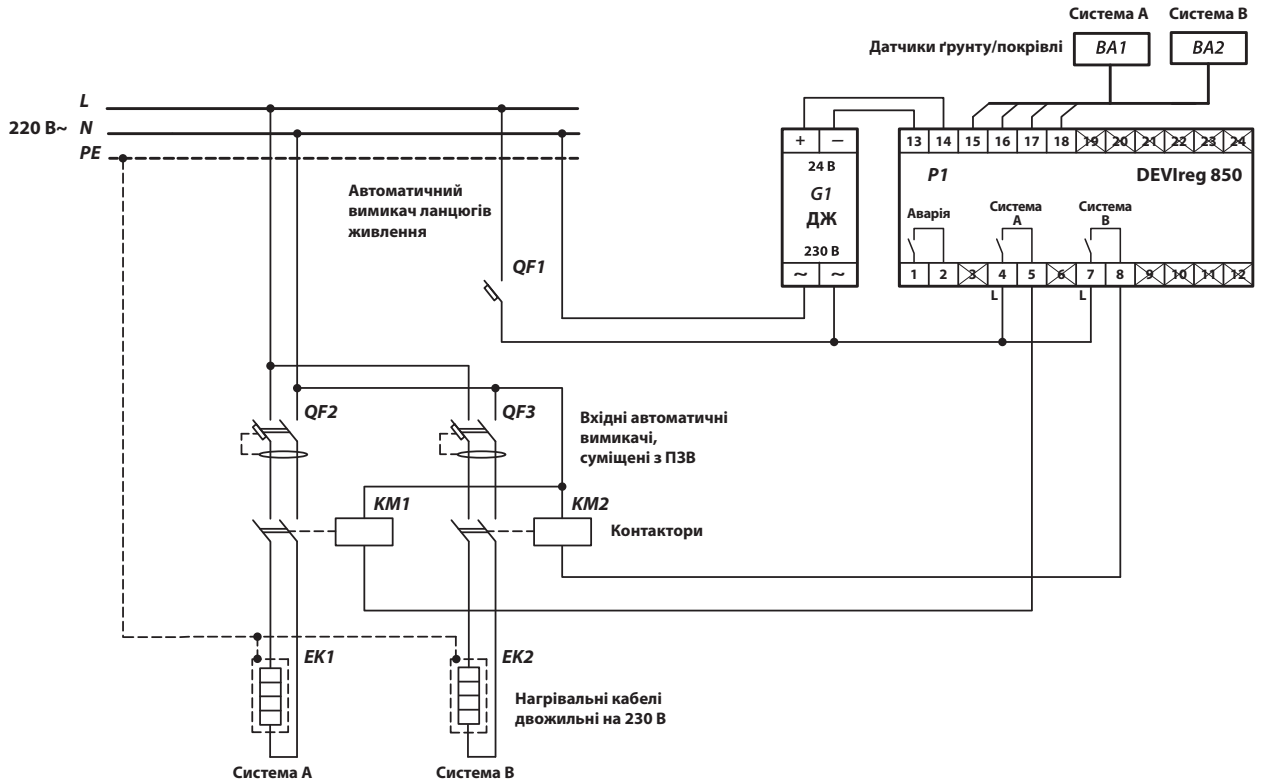 Система А Система В
Датчики ґрунту/покрівлі BA1 BA2
L
220 В~ N
PE
+ −
13 14 15 16 17 18 19 20 21 22 23 24
24 В
G1
ДЖ
230 В
~ ~
P1 DEVIreg 850
Аварія
Система
А
Система
В
1 2 3 4 5 6 7 8 9 10 11 12
L L
Автоматичний
вимикач ланцюгів
живлення
QF1
QF2 QF3
Вхідні автоматичні
вимикачі,
суміщені з ПЗВ
KM1 KM2
Контактори
EK1 EK2
Нагрівальні кабелі
двожильні на 230 В
Система А Система В